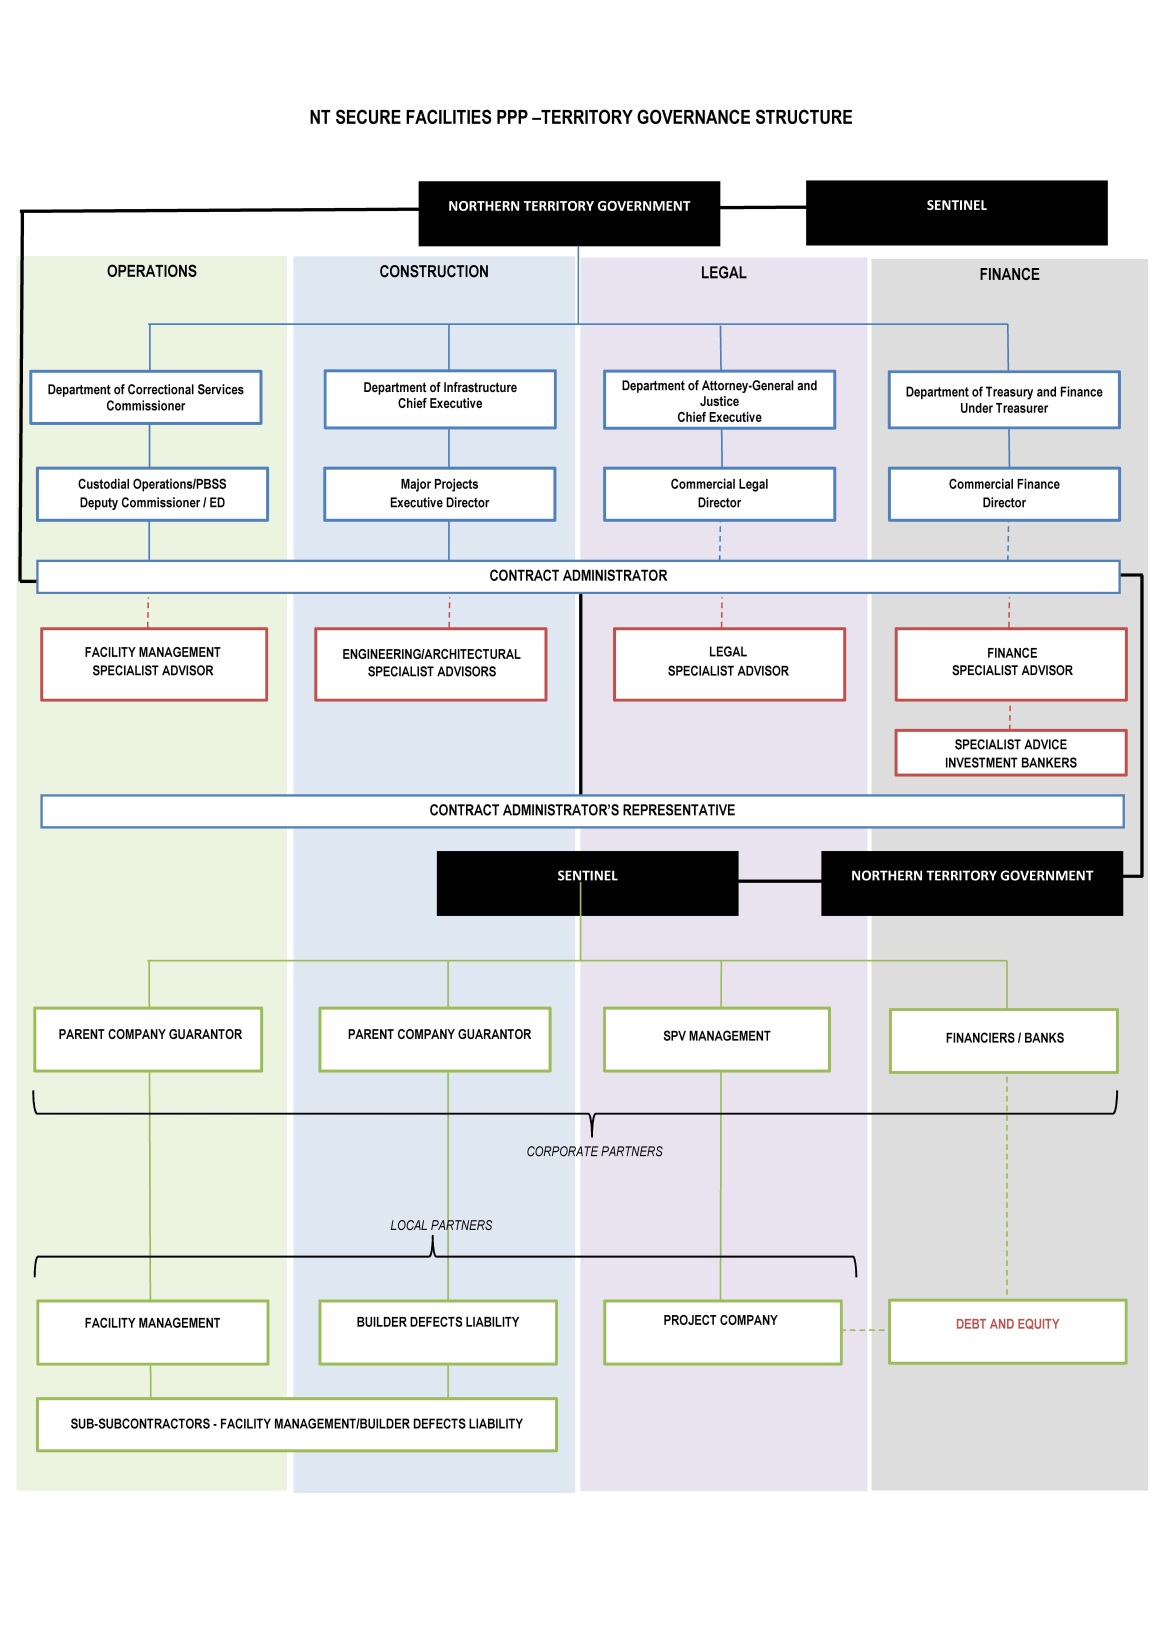 NT SECURE FACILITIES PPP –TERRITORY GOVERNANCE STRUCTURE
NORTHERN TERRITORY GOVERNMENT
SENTINEL
OPERATIONS
CONSTRUCTION
LEGAL
FINANCE
Department of Correctional Services
Commissioner
Department of Infrastructure
Chief Executive
Department of Attorney-General and
Justice
Chief Executive
Department of Treasury and Finance
Under Treasurer
Custodial Operations/PBSS
Deputy Commissioner / ED
Major Projects
Executive Director
Commercial Legal
Director
Commercial Finance
Director
CONTRACT ADMINISTRATOR
FACILITY MANAGEMENT
SPECIALIST ADVISOR
ENGINEERING/ARCHITECTURAL
SPECIALIST ADVISORS
LEGAL
SPECIALIST ADVISOR
FINANCE
SPECIALIST ADVISOR
SPECIALIST ADVICE
INVESTMENT BANKERS
CONTRACT ADMINISTRATOR’S REPRESENTATIVE
SENTINEL
NORTHERN TERRITORY GOVERNMENT
PARENT COMPANY GUARANTOR
PARENT COMPANY GUARANTOR
SPV MANAGEMENT
FINANCIERS / BANKS
CORPORATE PARTNERS
LOCAL PARTNERS
FACILITY MANAGEMENT
BUILDER DEFECTS LIABILITY
PROJECT COMPANY
DEBT AND EQUITY
SUB-SUBCONTRACTORS - FACILITY MANAGEMENT/BUILDER DEFECTS LIABILITY